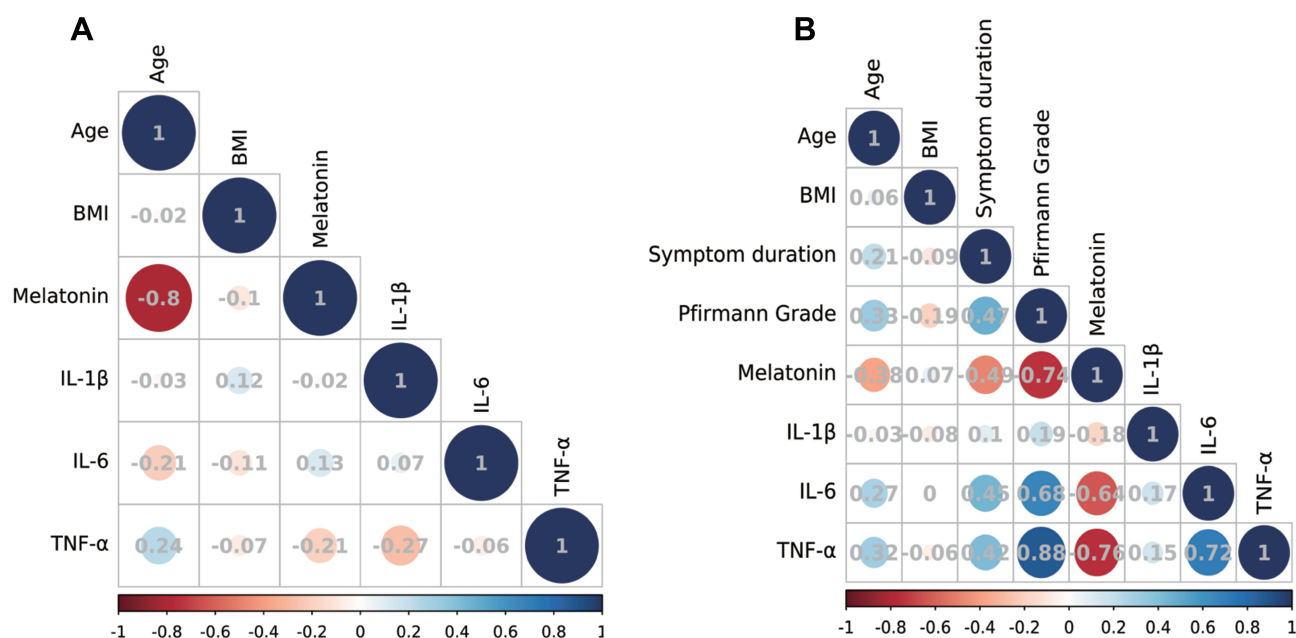 A
Age
Age 1
BMI
BMI -0.02 1
Melatonin
Melatonin -0.8 -0.1 1
IL-1β
IL-1β -0.03 0.12 -0.02 1
IL-6
IL-6 -0.21 -0.11 0.13 0.07 1
TNF-α
TNF-α 0.24 -0.07 -0.21 -0.27 -0.06 1
-1 -0.8 -0.6 -0.4 -0.2 0 0.2 0.4 0.6 0.8 1
B
Age
Age 1
BMI
BMI 0.06 1
Symptom duration
Symptom duration 0.21 -0.09 1
Pfirmann Grade
Pfirmann Grade 0.33 -0.19 0.47 1
Melatonin
Melatonin -0.38 0.07 -0.49 -0.74 1
IL-1β
IL-1β -0.03 -0.08 0.1 0.19 -0.18 1
IL-6
IL-6 0.27 0 0.45 0.68 -0.64 0.17 1
TNF-α
TNF-α 0.32 -0.06 0.42 0.88 -0.76 0.15 0.72 1
-1 -0.8 -0.6 -0.4 -0.2 0 0.2 0.4 0.6 0.8 1